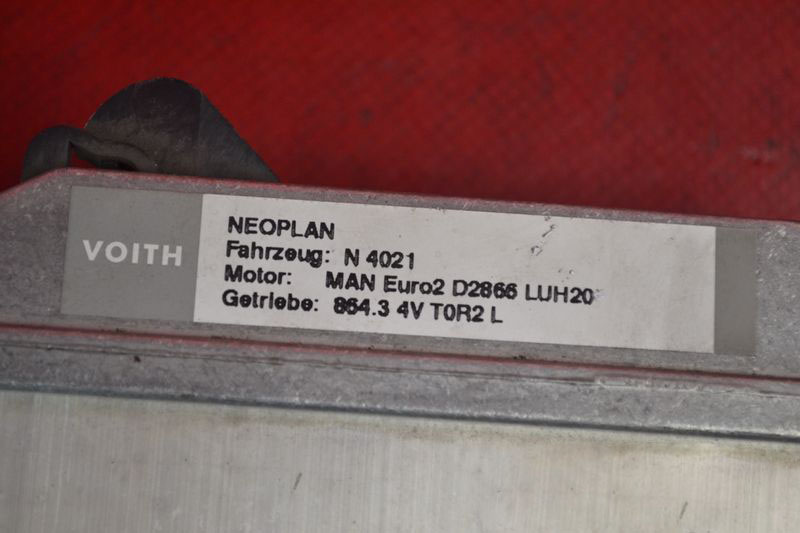 VOITH
NEOPLAN
Fahrzeug: N 4021
Motor: MAN Euro2 D2866 LUH20
Getriebe: 864.3 4V T0R2 L